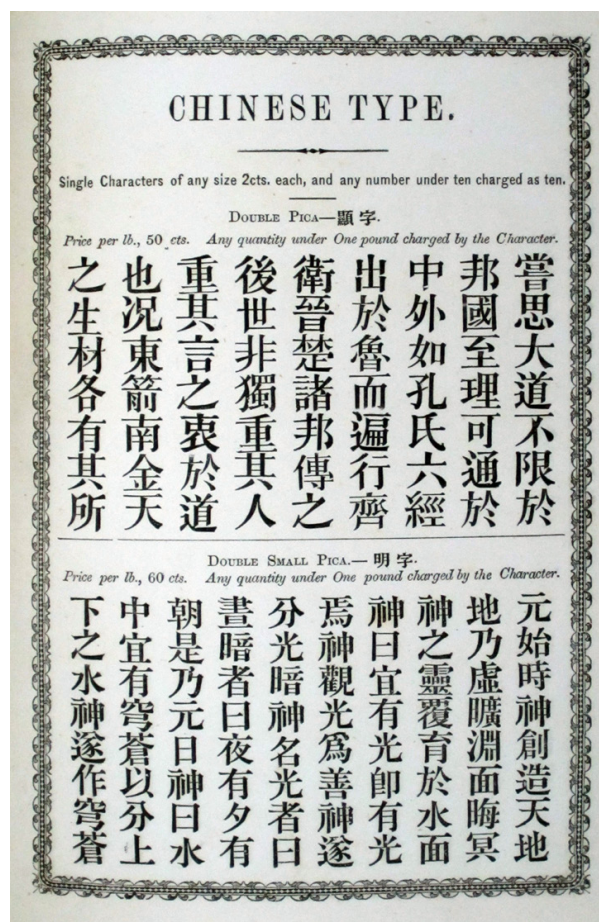 CHINESE TYPE.
Single Characters of any size 2cts. each, and any number under ten charged as ten.
DOUBLE PICA—顯字.
Price per lb., 50 cts. Any quantity under One pound charged by the Character.
嘗思大道不限於
邦國至理可通於
中外如孔氏六經
出於魯而遍行齊
衛晉楚諸邦傳之
後世非獨重其人
重其言之衷於道
也况東箭南金天
之生材各有其所
DOUBLE SMALL PICA.—明字.
Price per lb., 60 cts. Any quantity under One pound charged by the Character.
元始時神創造天地
地乃虛曠淵面晦冥
神之靈覆育於水面
神曰宜有光卽有光
焉神觀光爲善神遂
分光暗神名光者曰
晝暗者曰夜有夕有
朝是乃元日神曰水
中宜有穹蒼以分上
下之水神遂作穹蒼